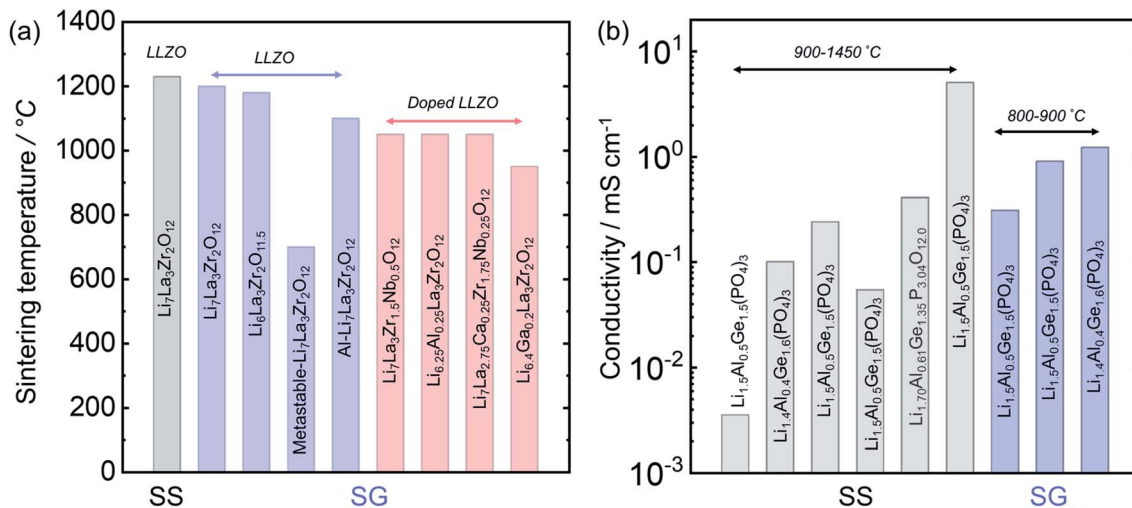 (a)
Sintering temperature / °C
1400
1200
1000
800
600
400
200
0
LLZO
LLZO
Doped LLZO
Li7La3Zr2O12
Li7La3Zr2O12
Li6La3Zr2O11.5
Metastable-Li7La3Zr2O12
Al-Li7La3Zr2O12
Li7La3Zr1.5Nb0.5O12
Li6.25Al0.25La3Zr2O12
Li7La2.75Ca0.25Zr1.75Nb0.25O12
Li6.4Ga0.2La3Zr2O12
SS
SG
(b)
Conductivity / mS cm-1
10^1
10^0
10^-1
10^-2
10^-3
900-1450 °C
800-900 °C
Li1.5Al0.5Ge1.5(PO4)3
Li1.4Al0.4Ge1.6(PO4)3
Li1.5Al0.5Ge1.5(PO4)3
Li1.5Al0.5Ge1.5(PO4)3
Li1.70Al0.61Ge1.35P3.04O12.0
Li1.5Al0.5Ge1.5(PO4)3
Li1.5Al0.5Ge1.5(PO4)3
Li1.5Al0.5Ge1.5(PO4)3
Li1.4Al0.4Ge1.6(PO4)3
SS
SG